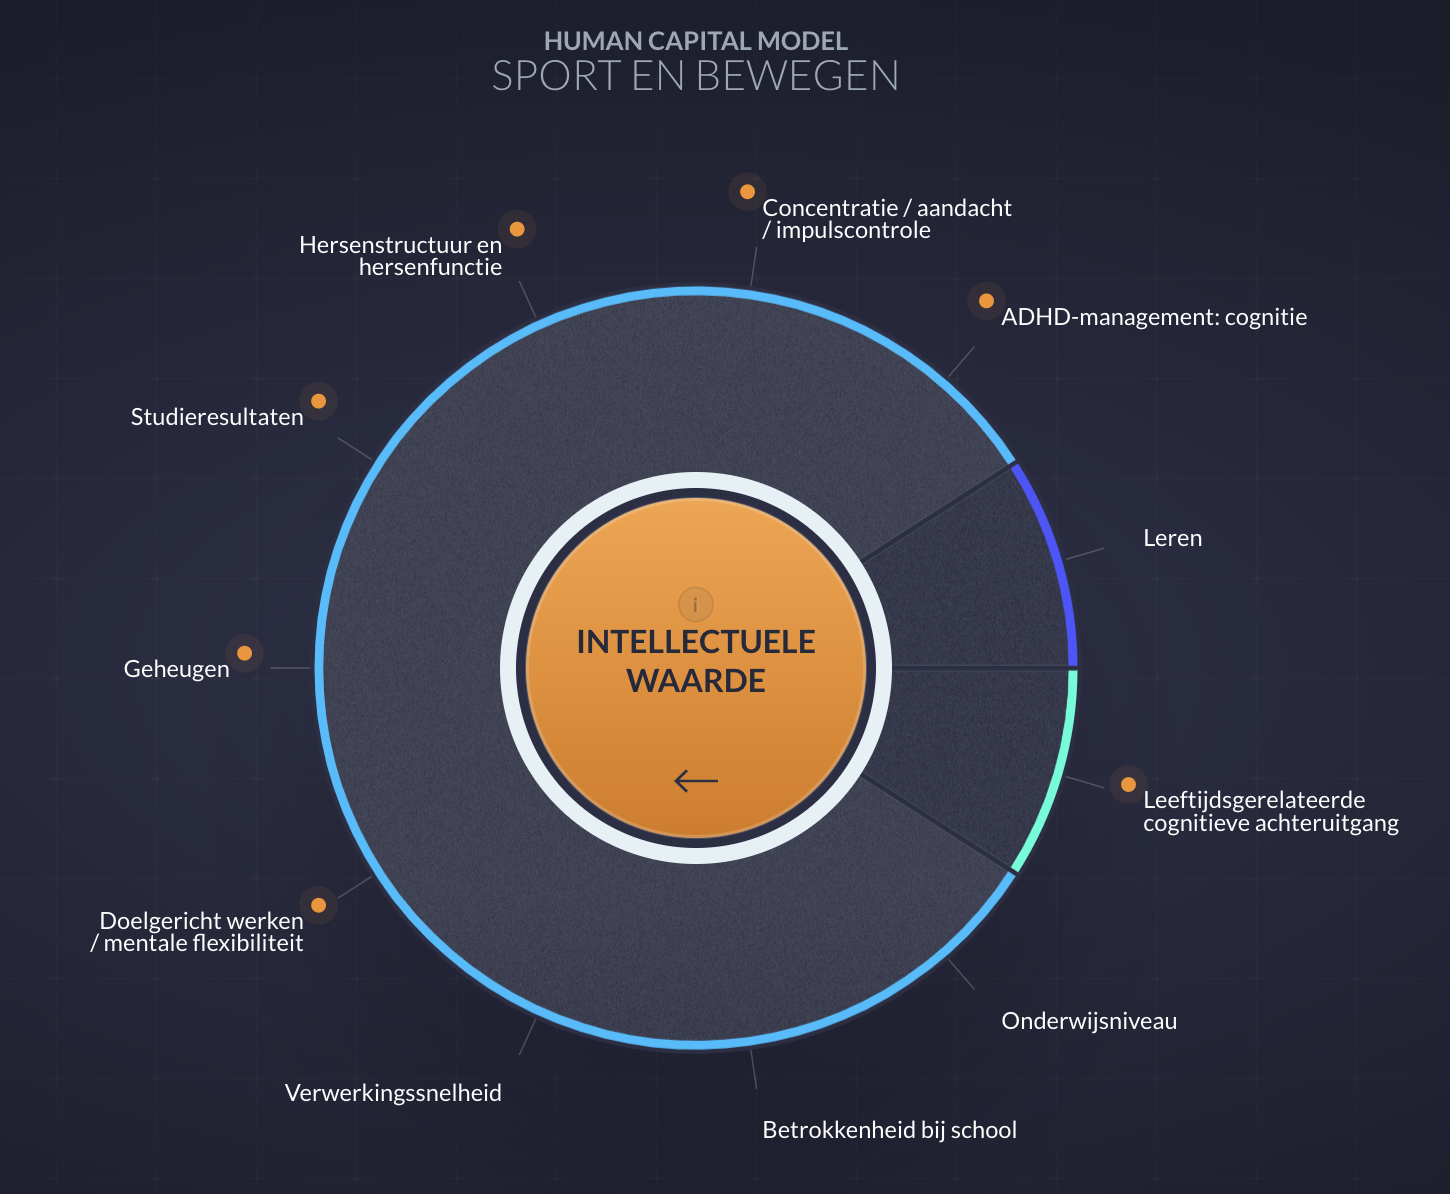 HUMAN CAPITAL MODEL
SPORT EN BEWEGEN
Concentratie / aandacht
/ impulscontrole
Hersenstructuur en
hersenfunctie
ADHD-management: cognitie
Studieresultaten
Leren
i
INTELLECTUELE
WAARDE
Geheugen
Leeftijdsgerelateerde
cognitieve achteruitgang
Doelgericht werken
/ mentale flexibiliteit
Onderwijsniveau
Verwerkingssnelheid
Betrokkenheid bij school